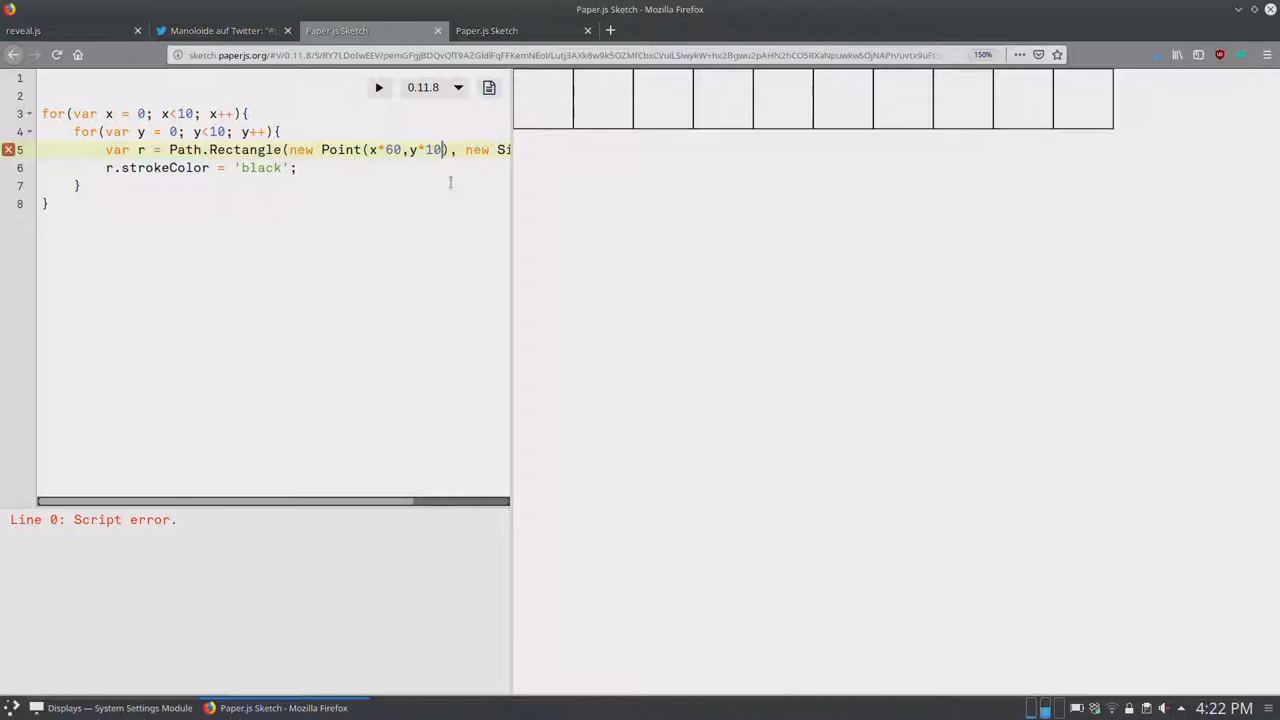 Paper.js Sketch - Mozilla Firefox
reveal.js
Manoloide auf Twitter: "#
Paper.js Sketch
Paper.js Sketch
150%
1
0.11.8
2
3 for(var x = 0; x<10; x++){
4 for(var y = 0; y<10; y++){
5 var r = Path.Rectangle(new Point(x*60,y*10), new Si
6 r.strokeColor = 'black';
7 }
8 }
Line 0: Script error.
Displays — System Settings Module
Paper.js Sketch - Mozilla Firefox
4:22 PM